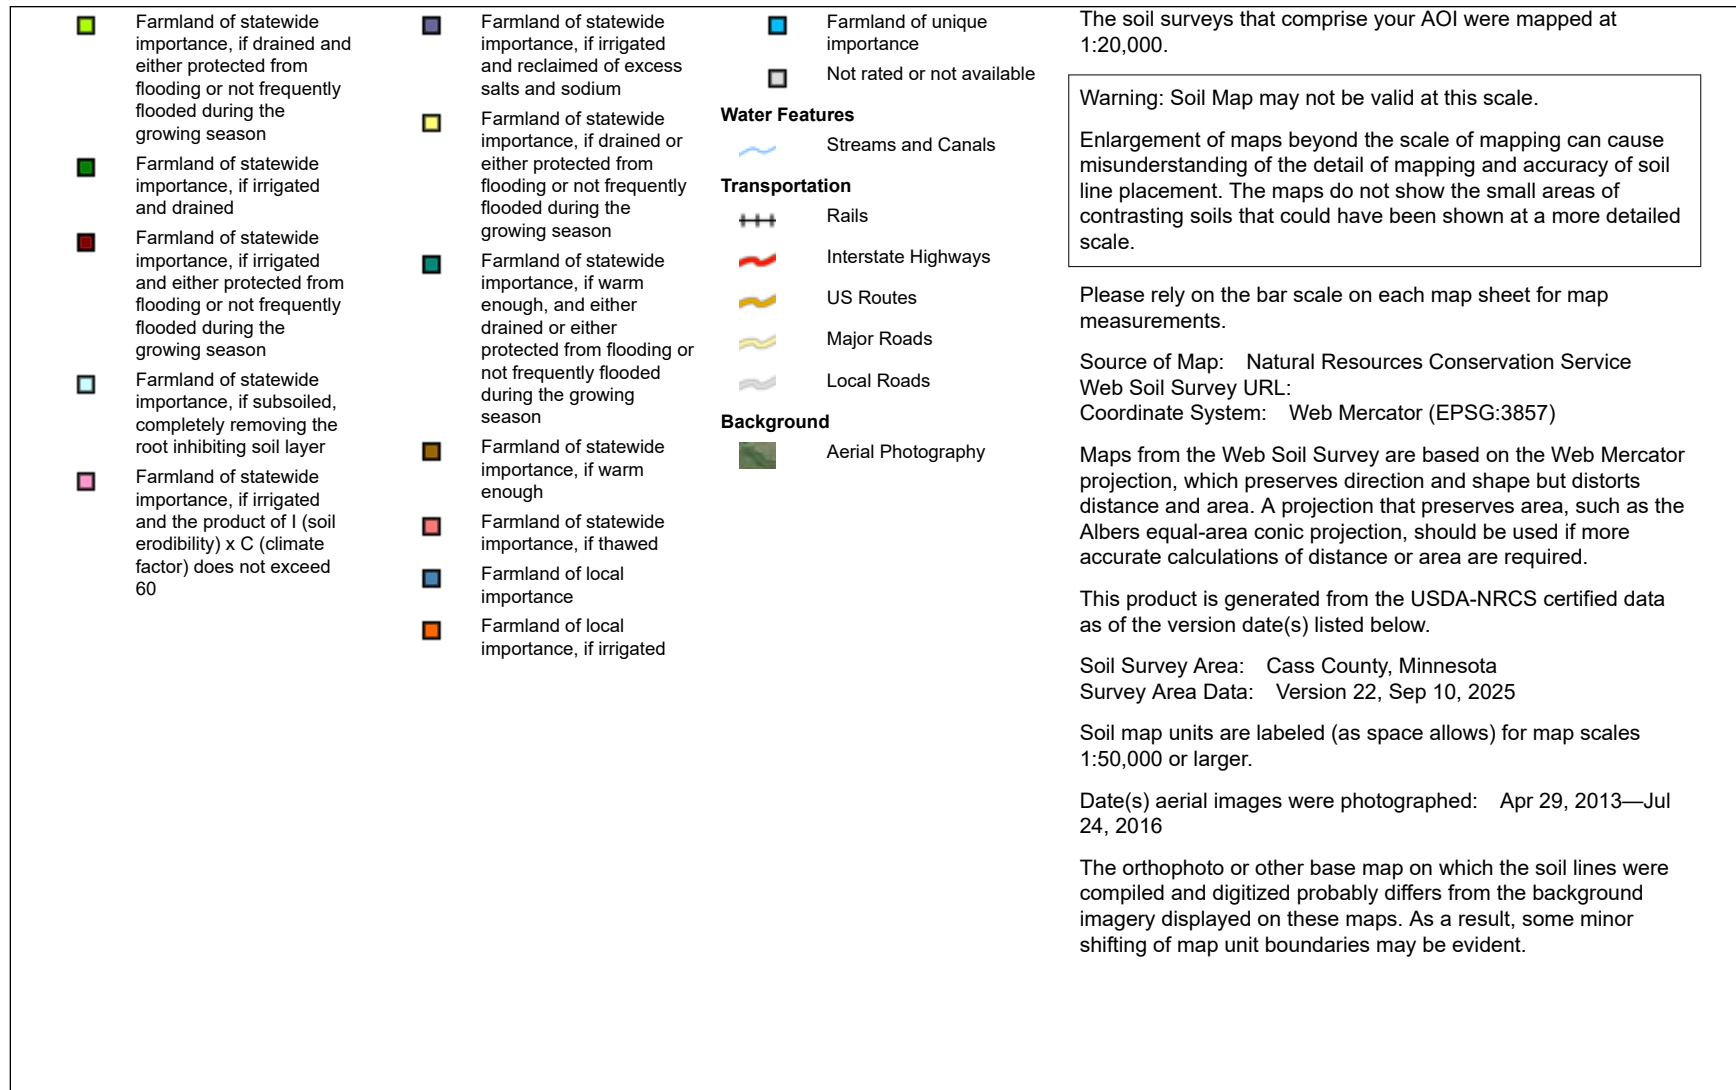 Farmland of statewide
importance, if drained and
either protected from
flooding or not frequently
flooded during the
growing season
Farmland of statewide
importance, if irrigated
and drained
Farmland of statewide
importance, if irrigated
and either protected from
flooding or not frequently
flooded during the
growing season
Farmland of statewide
importance, if subsoiled,
completely removing the
root inhibiting soil layer
Farmland of statewide
importance, if irrigated
and the product of I (soil
erodibility) x C (climate
factor) does not exceed
60
Farmland of statewide
importance, if irrigated
and reclaimed of excess
salts and sodium
Farmland of statewide
importance, if drained or
either protected from
flooding or not frequently
flooded during the
growing season
Farmland of statewide
importance, if warm
enough, and either
drained or either
protected from flooding or
not frequently flooded
during the growing
season
Farmland of statewide
importance, if warm
enough
Farmland of statewide
importance, if thawed
Farmland of local
importance
Farmland of local
importance, if irrigated
Farmland of unique
importance
Not rated or not available
Water Features
Streams and Canals
Transportation
Rails
Interstate Highways
US Routes
Major Roads
Local Roads
Background
Aerial Photography
The soil surveys that comprise your AOI were mapped at
1:20,000.
Warning: Soil Map may not be valid at this scale.
Enlargement of maps beyond the scale of mapping can cause
misunderstanding of the detail of mapping and accuracy of soil
line placement. The maps do not show the small areas of
contrasting soils that could have been shown at a more detailed
scale.
Please rely on the bar scale on each map sheet for map
measurements.
Source of Map: Natural Resources Conservation Service
Web Soil Survey URL:
Coordinate System: Web Mercator (EPSG:3857)
Maps from the Web Soil Survey are based on the Web Mercator
projection, which preserves direction and shape but distorts
distance and area. A projection that preserves area, such as the
Albers equal-area conic projection, should be used if more
accurate calculations of distance or area are required.
This product is generated from the USDA-NRCS certified data
as of the version date(s) listed below.
Soil Survey Area: Cass County, Minnesota
Survey Area Data: Version 22, Sep 10, 2025
Soil map units are labeled (as space allows) for map scales
1:50,000 or larger.
Date(s) aerial images were photographed: Apr 29, 2013—Jul
24, 2016
The orthophoto or other base map on which the soil lines were
compiled and digitized probably differs from the background
imagery displayed on these maps. As a result, some minor
shifting of map unit boundaries may be evident.